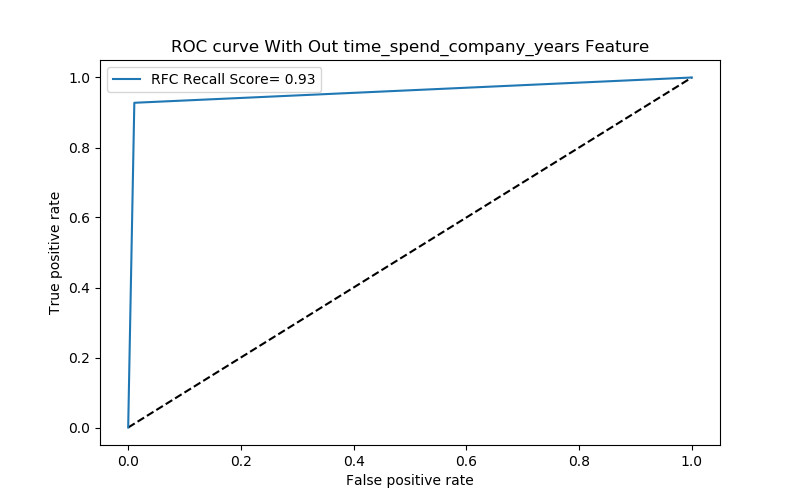 ROC curve With Out time_spend_company_years Feature
RFC Recall Score= 0.93
1.0
0.8
0.6
0.4
0.2
0.0
True positive rate
0.0 0.2 0.4 0.6 0.8 1.0
False positive rate